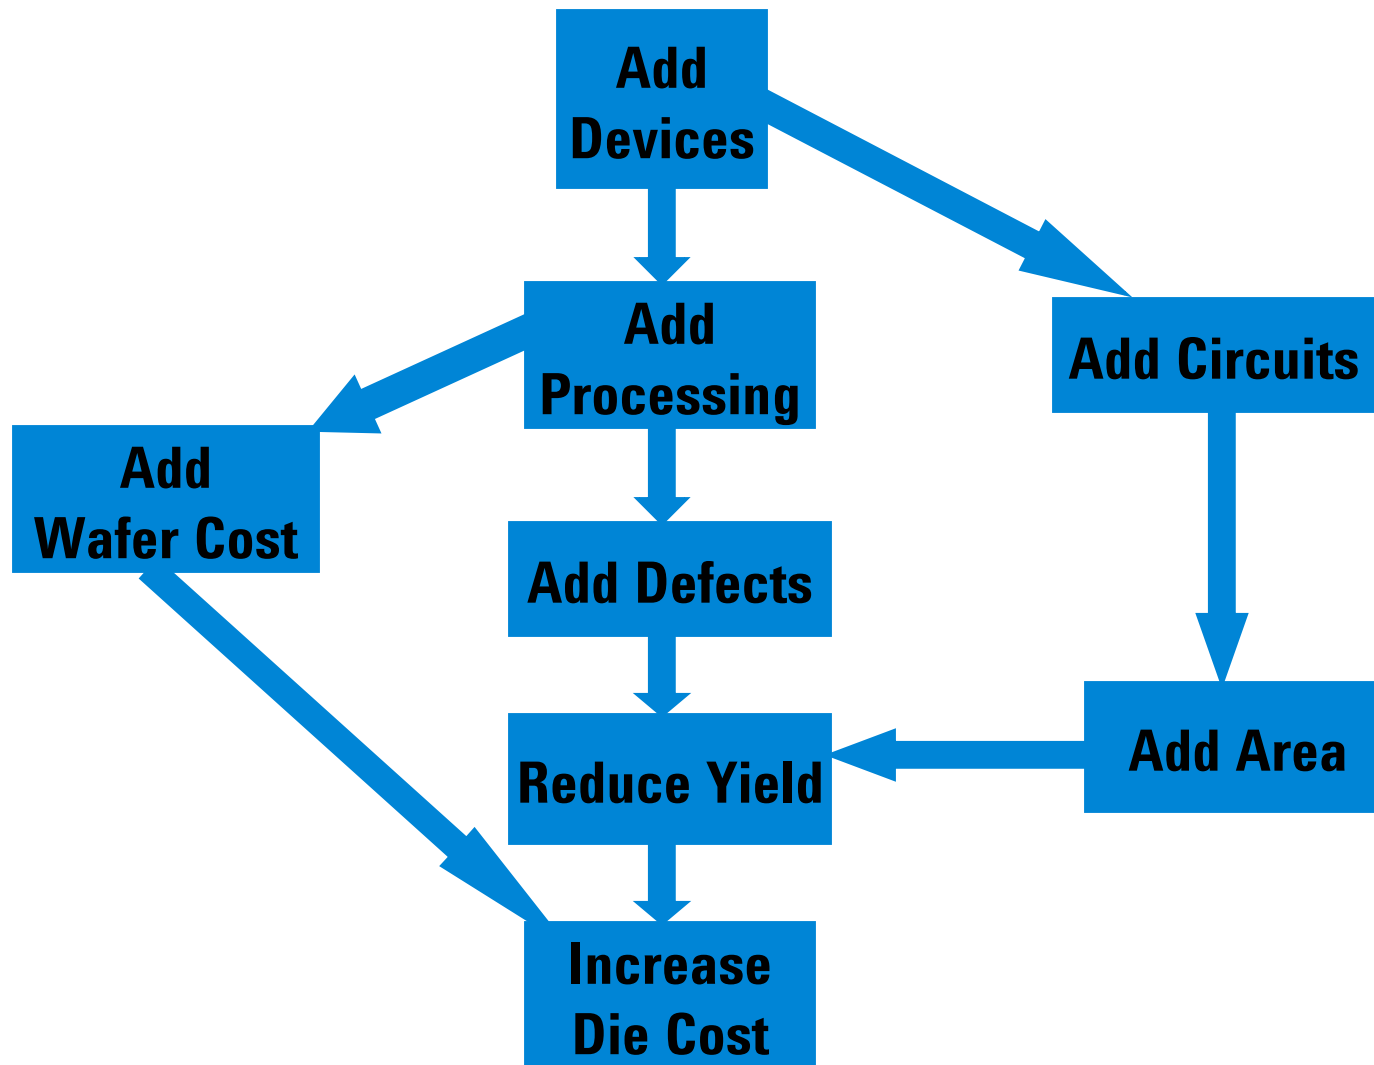 Add
Devices
Add
Processing
Add Circuits
Add
Wafer Cost
Add Defects
Reduce Yield
Add Area
Increase
Die Cost